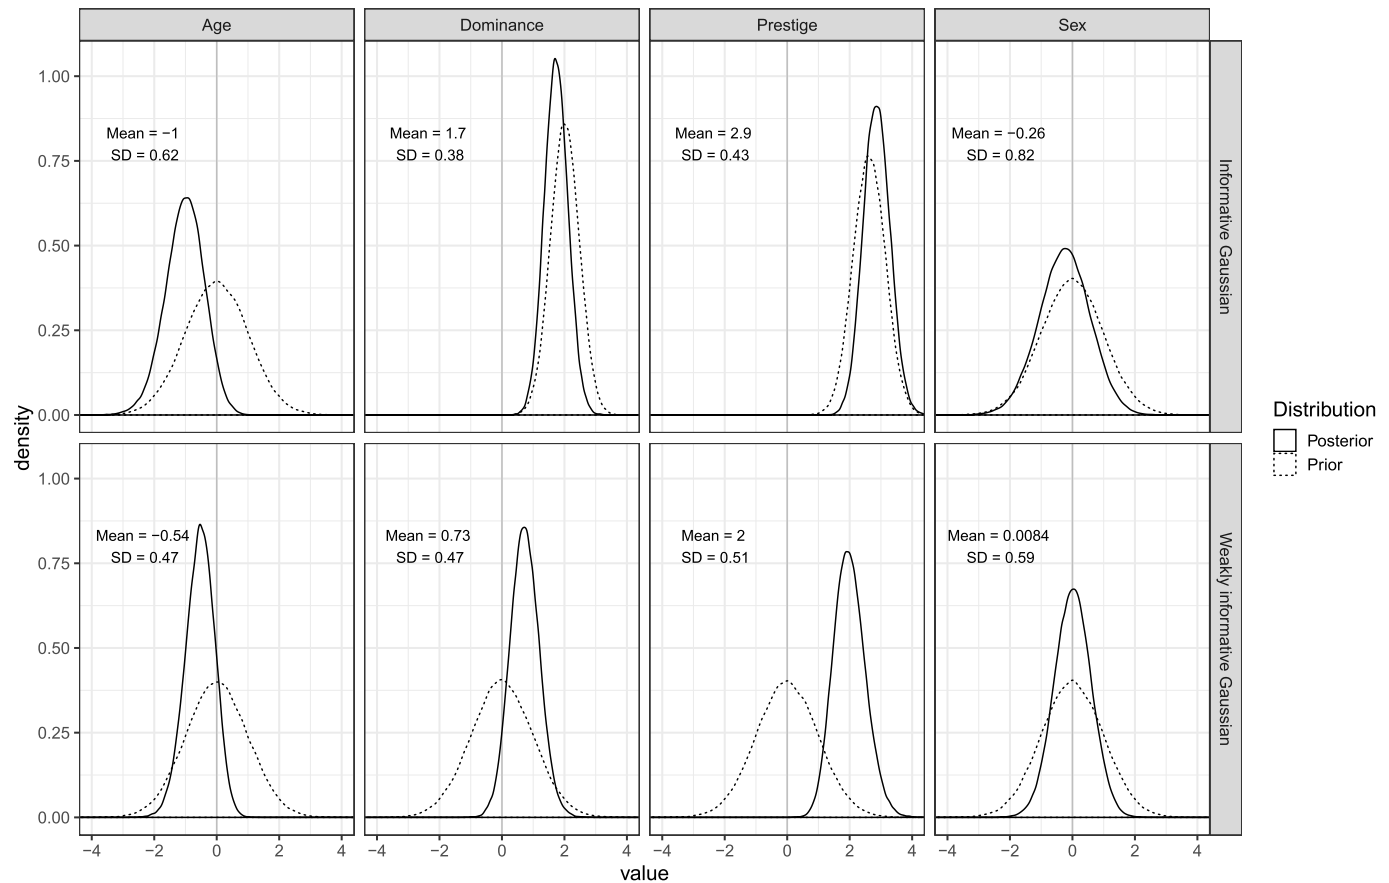 Age
Dominance
Prestige
Sex
1.00
0.75
0.50
0.25
0.00
Mean = −1
SD = 0.62
Mean = 1.7
SD = 0.38
Mean = 2.9
SD = 0.43
Mean = −0.26
SD = 0.82
Informative Gaussian
density
1.00
0.75
0.50
0.25
0.00
Mean = −0.54
SD = 0.47
Mean = 0.73
SD = 0.47
Mean = 2
SD = 0.51
Mean = 0.0084
SD = 0.59
Weakly informative Gaussian
−4 −2 0 2 4
−4 −2 0 2 4
−4 −2 0 2 4
−4 −2 0 2 4
value
Distribution
Posterior
Prior